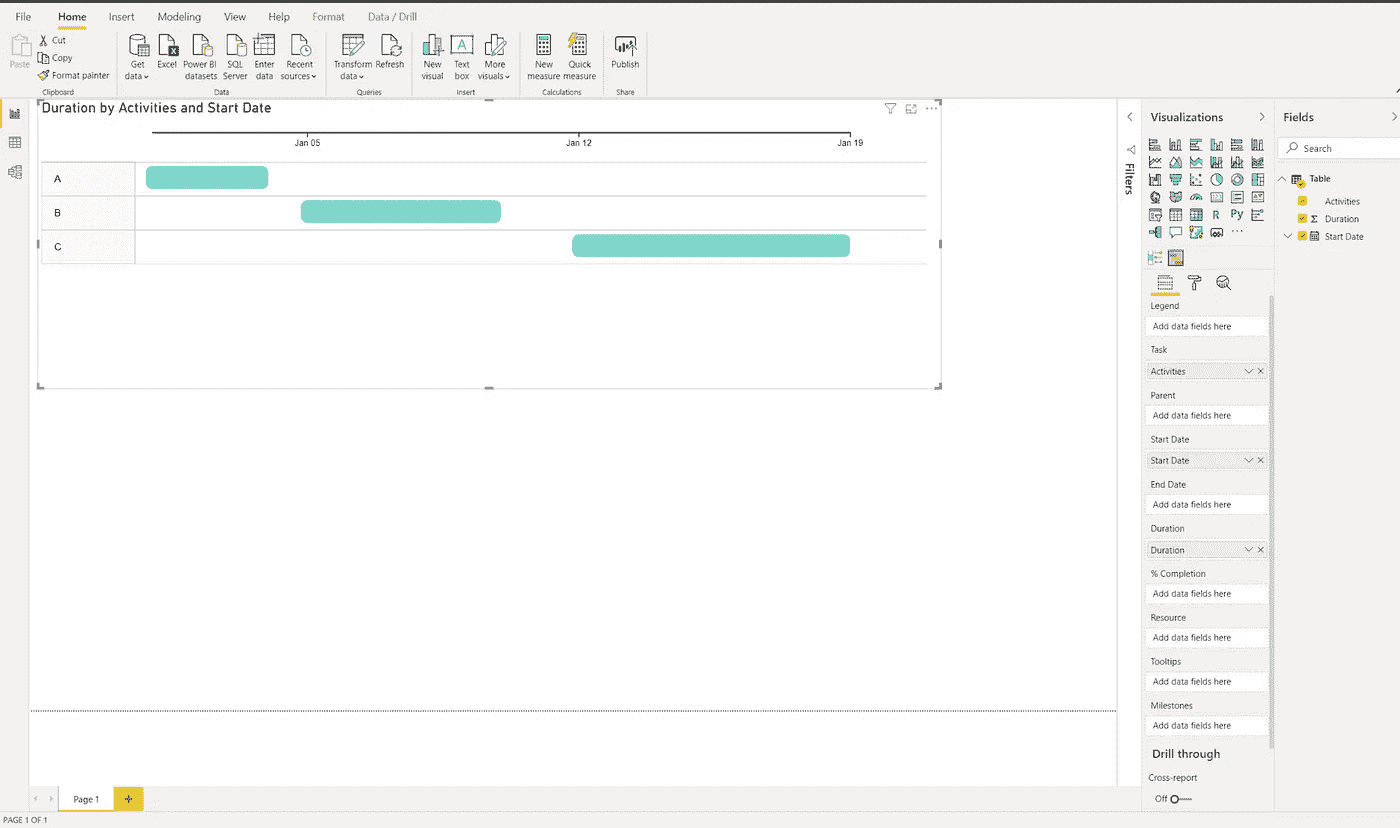 File Home Insert Modeling View Help Format Data / Drill
Paste
Cut
Copy
Format painter
Clipboard
Get data
Excel
Power BI datasets
SQL Server
Enter data
Recent sources
Data
Transform data
Refresh
Queries
New visual
Text box
More visuals
Insert
New measure
Quick measure
Calculations
Publish
Share
Duration by Activities and Start Date
Jan 05 Jan 12 Jan 19
A
B
C
Filters
Visualizations
R Py
Legend
Add data fields here
Task
Activities
Parent
Add data fields here
Start Date
Start Date
End Date
Add data fields here
Duration
Duration
% Completion
Add data fields here
Resource
Add data fields here
Tooltips
Add data fields here
Milestones
Add data fields here
Drill through
Cross-report
Off
Fields
Search
Table
Activities
Σ Duration
Start Date
Page 1
PAGE 1 OF 1